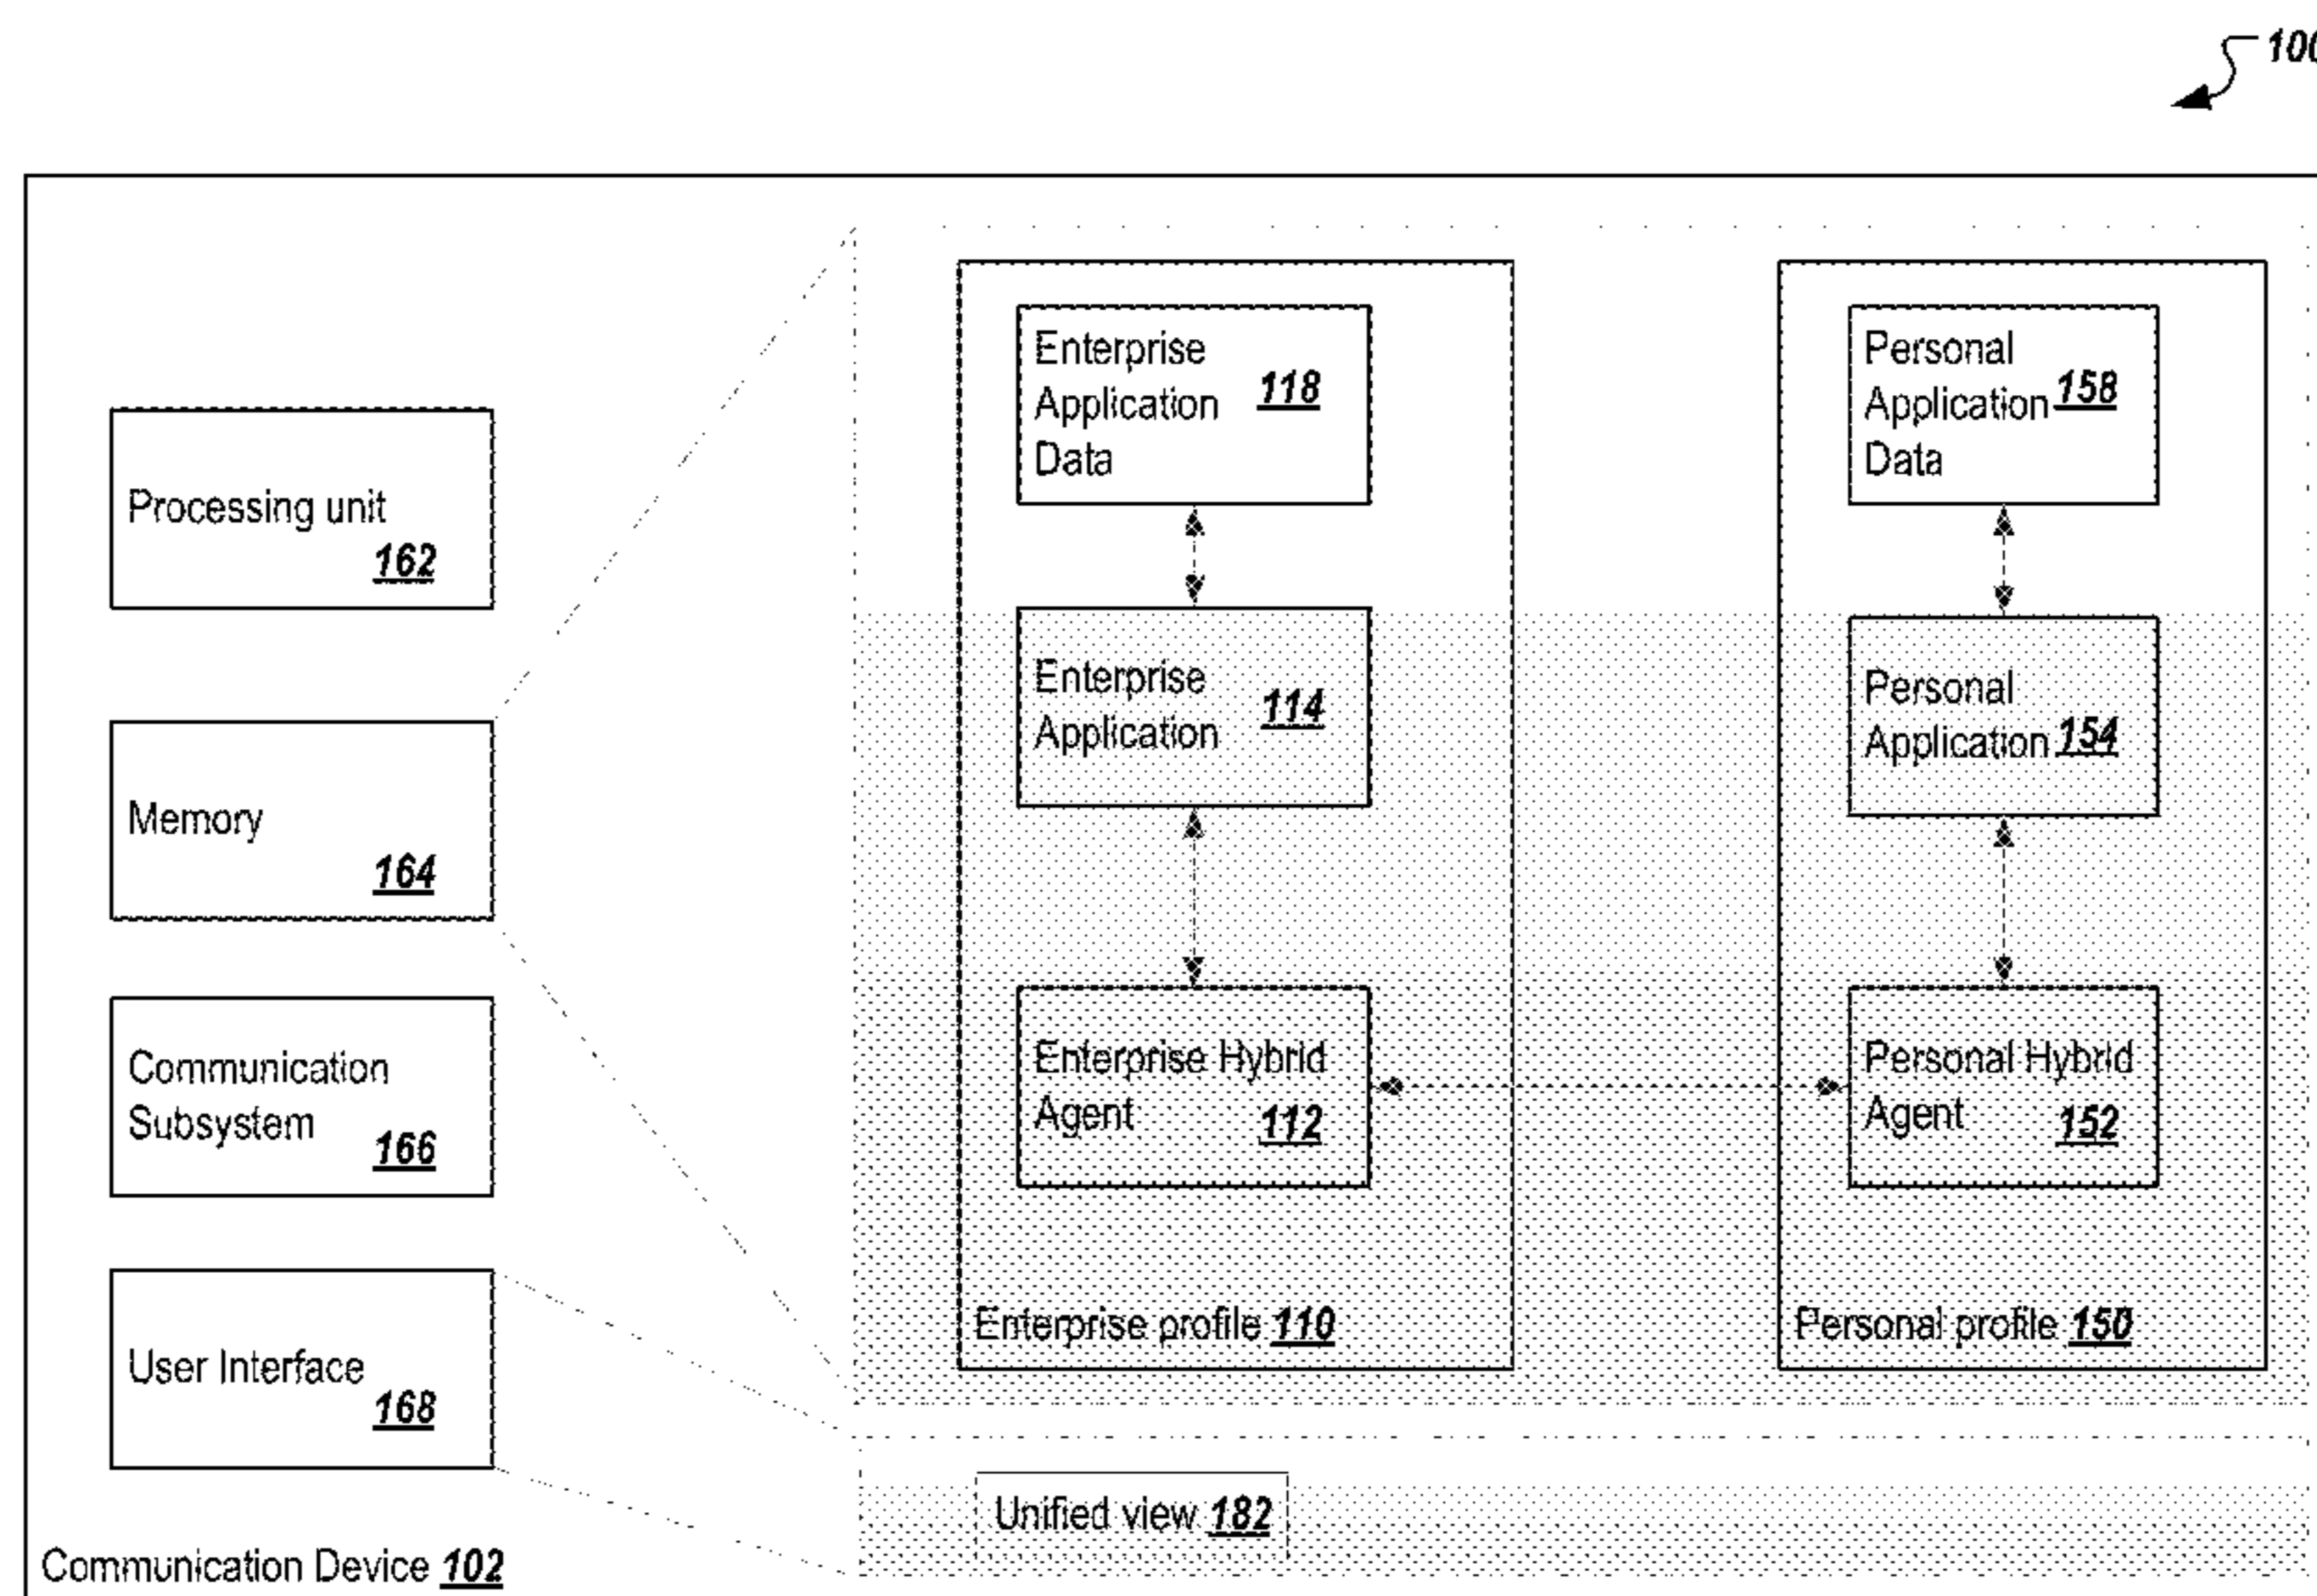 100
Processing unit
162
Memory
164
Communication
Subsystem
166
User Interface
168
Communication Device 102
Enterprise
Application 118
Data
Enterprise
Application 114
Enterprise Hybrid
Agent 112
Enterprise profile 110
Personal
Application 158
Data
Personal
Application 154
Personal Hybrid
Agent 152
Personal profile 150
Unified view 182